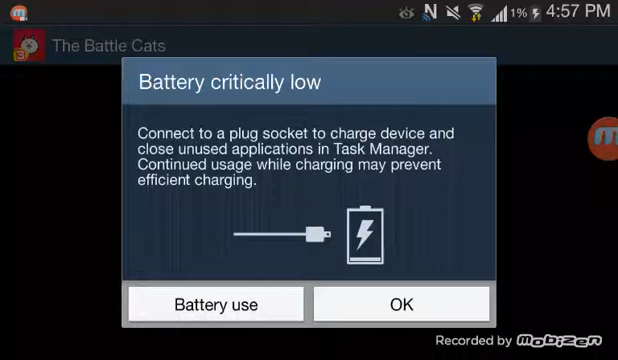 1% 4:57 PM
The Battle Cats
Battery critically low
Connect to a plug socket to charge device and
close unused applications in Task Manager.
Continued usage while charging may prevent
efficient charging.
Battery use OK
Recorded by mobizen